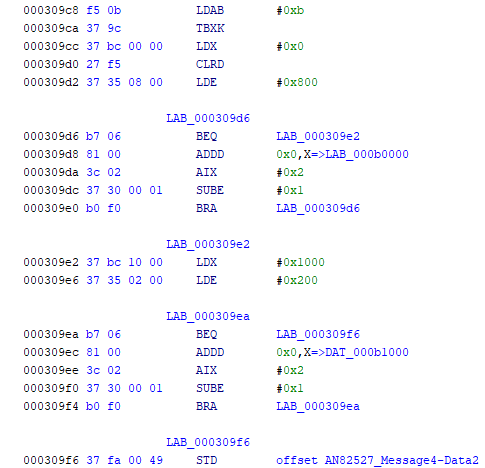 000309c8 f5 0b LDAB #0xb
000309ca 37 9c TBXK
000309cc 37 bc 00 00 LDX #0x0
000309d0 27 f5 CLRD
000309d2 37 35 08 00 LDE #0x800
LAB_000309d6
000309d6 b7 06 BEQ LAB_000309e2
000309d8 81 00 ADDD 0x0,X=>LAB_000b0000
000309da 3c 02 AIX #0x2
000309dc 37 30 00 01 SUBE #0x1
000309e0 b0 f0 BRA LAB_000309d6
LAB_000309e2
000309e2 37 bc 10 00 LDX #0x1000
000309e6 37 35 02 00 LDE #0x200
LAB_000309ea
000309ea b7 06 BEQ LAB_000309f6
000309ec 81 00 ADDD 0x0,X=>DAT_000b1000
000309ee 3c 02 AIX #0x2
000309f0 37 30 00 01 SUBE #0x1
000309f4 b0 f0 BRA LAB_000309ea
LAB_000309f6
000309f6 37 fa 00 49 STD offset AN82527_Message4-Data2